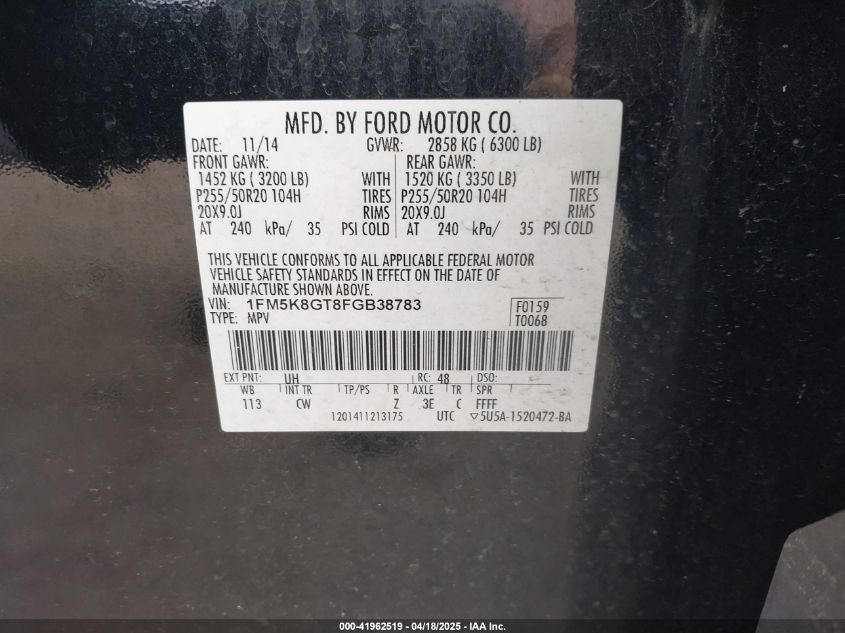 MFD. BY FORD MOTOR CO.
DATE: 11/14 GVWR: 2858 KG ( 6300 LB)
FRONT GAWR: REAR GAWR:
1452 KG ( 3200 LB) WITH 1520 KG ( 3350 LB) WITH
P255/50R20 104H TIRES P255/50R20 104H TIRES
20X9.0J RIMS 20X9.0J RIMS
AT 240 kPa/ 35 PSI COLD AT 240 kPa/ 35 PSI COLD
THIS VEHICLE CONFORMS TO ALL APPLICABLE FEDERAL MOTOR
VEHICLE SAFETY STANDARDS IN EFFECT ON THE DATE OF
MANUFACTURE SHOWN ABOVE.
VIN: 1FM5K8GT8FGB38783 F0159
TYPE: MPV T0068
EXT PNT: UH RC: 48 DSO:
WB INT TR TP/PS R AXLE TR SPR
113 CW Z 3E C FFFF
1201411213175 UTC ▽5U5A-1520472-BA
000-41962519 - 04/18/2025 - IAA Inc.